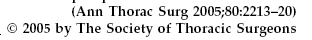 (Ann Thorac Surg 2005;80:2213–20)
© 2005 by The Society of Thoracic Surgeons